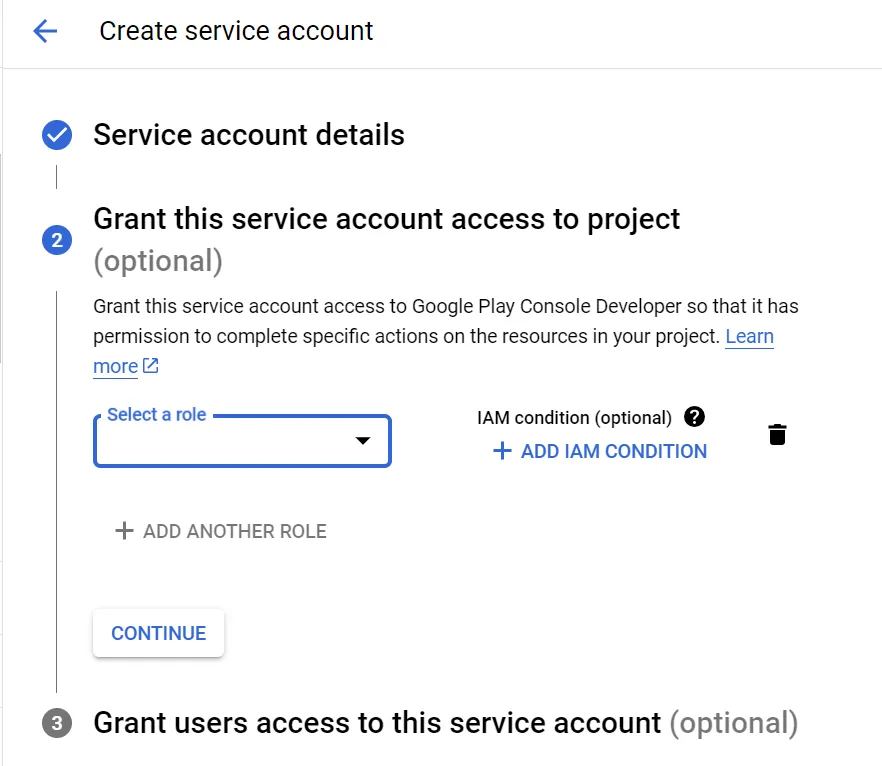 Create service account
Service account details
2
Grant this service account access to project
(optional)
Grant this service account access to Google Play Console Developer so that it has
permission to complete specific actions on the resources in your project. Learn
more
Select a role
IAM condition (optional) ?
+ ADD IAM CONDITION
+ ADD ANOTHER ROLE
CONTINUE
3
Grant users access to this service account (optional)